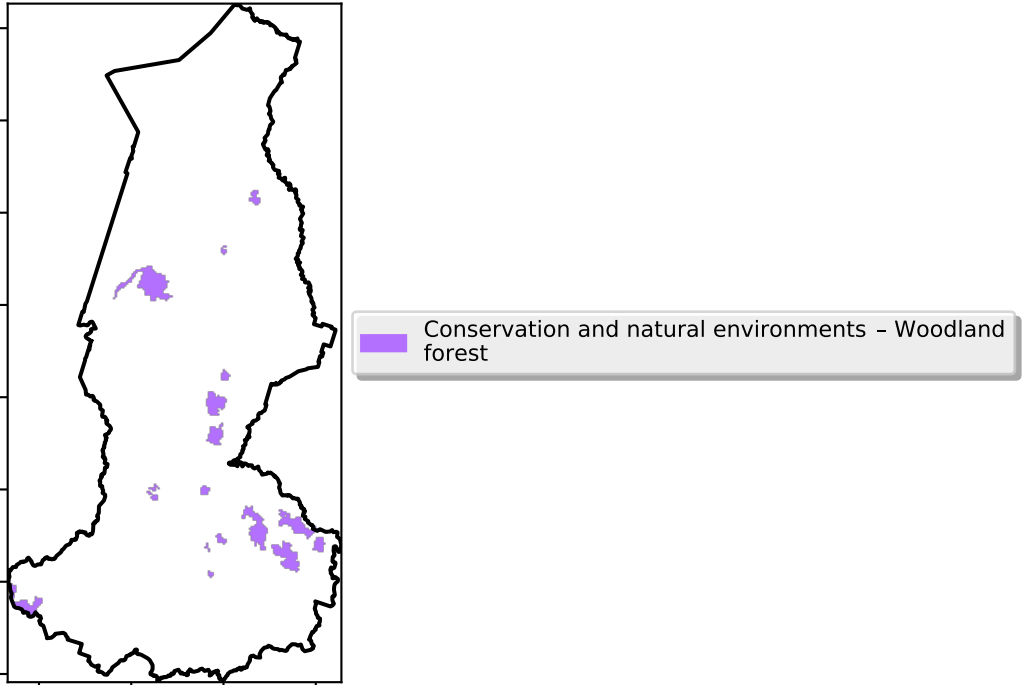 Conservation and natural environments – Woodland
forest